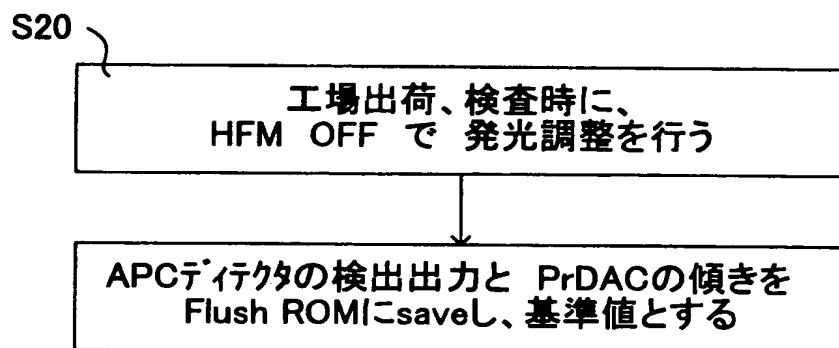 S20
工場出荷、検査時に、
HFM OFF で 発光調整を行う
APCディテクタの検出出力と PrDACの傾きを
Flush ROMにsaveし、基準値とする